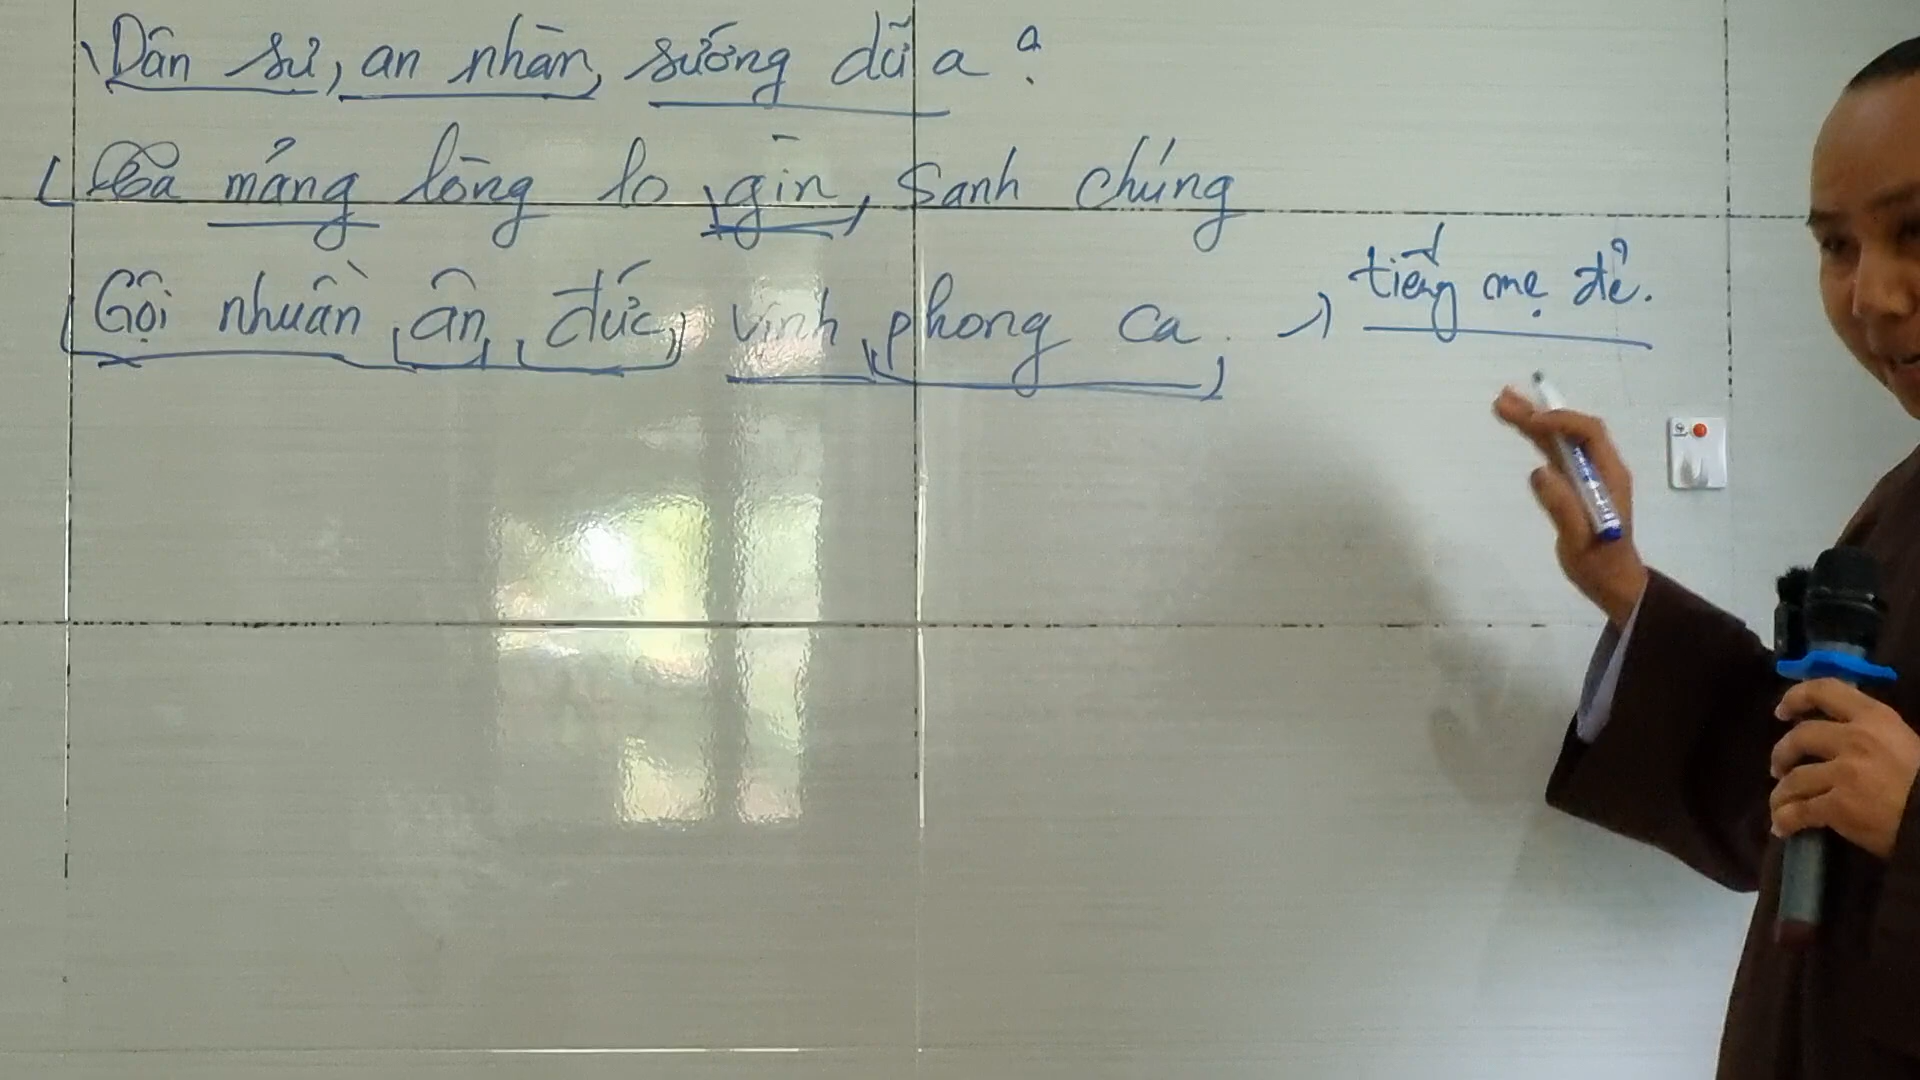 Dân sự, an nhàn, sướng dữ a?
mảng lòng lo gìn, sanh chúng
Gội nhuần ân đức, vịnh phong ca.
tiếng mẹ đẻ.